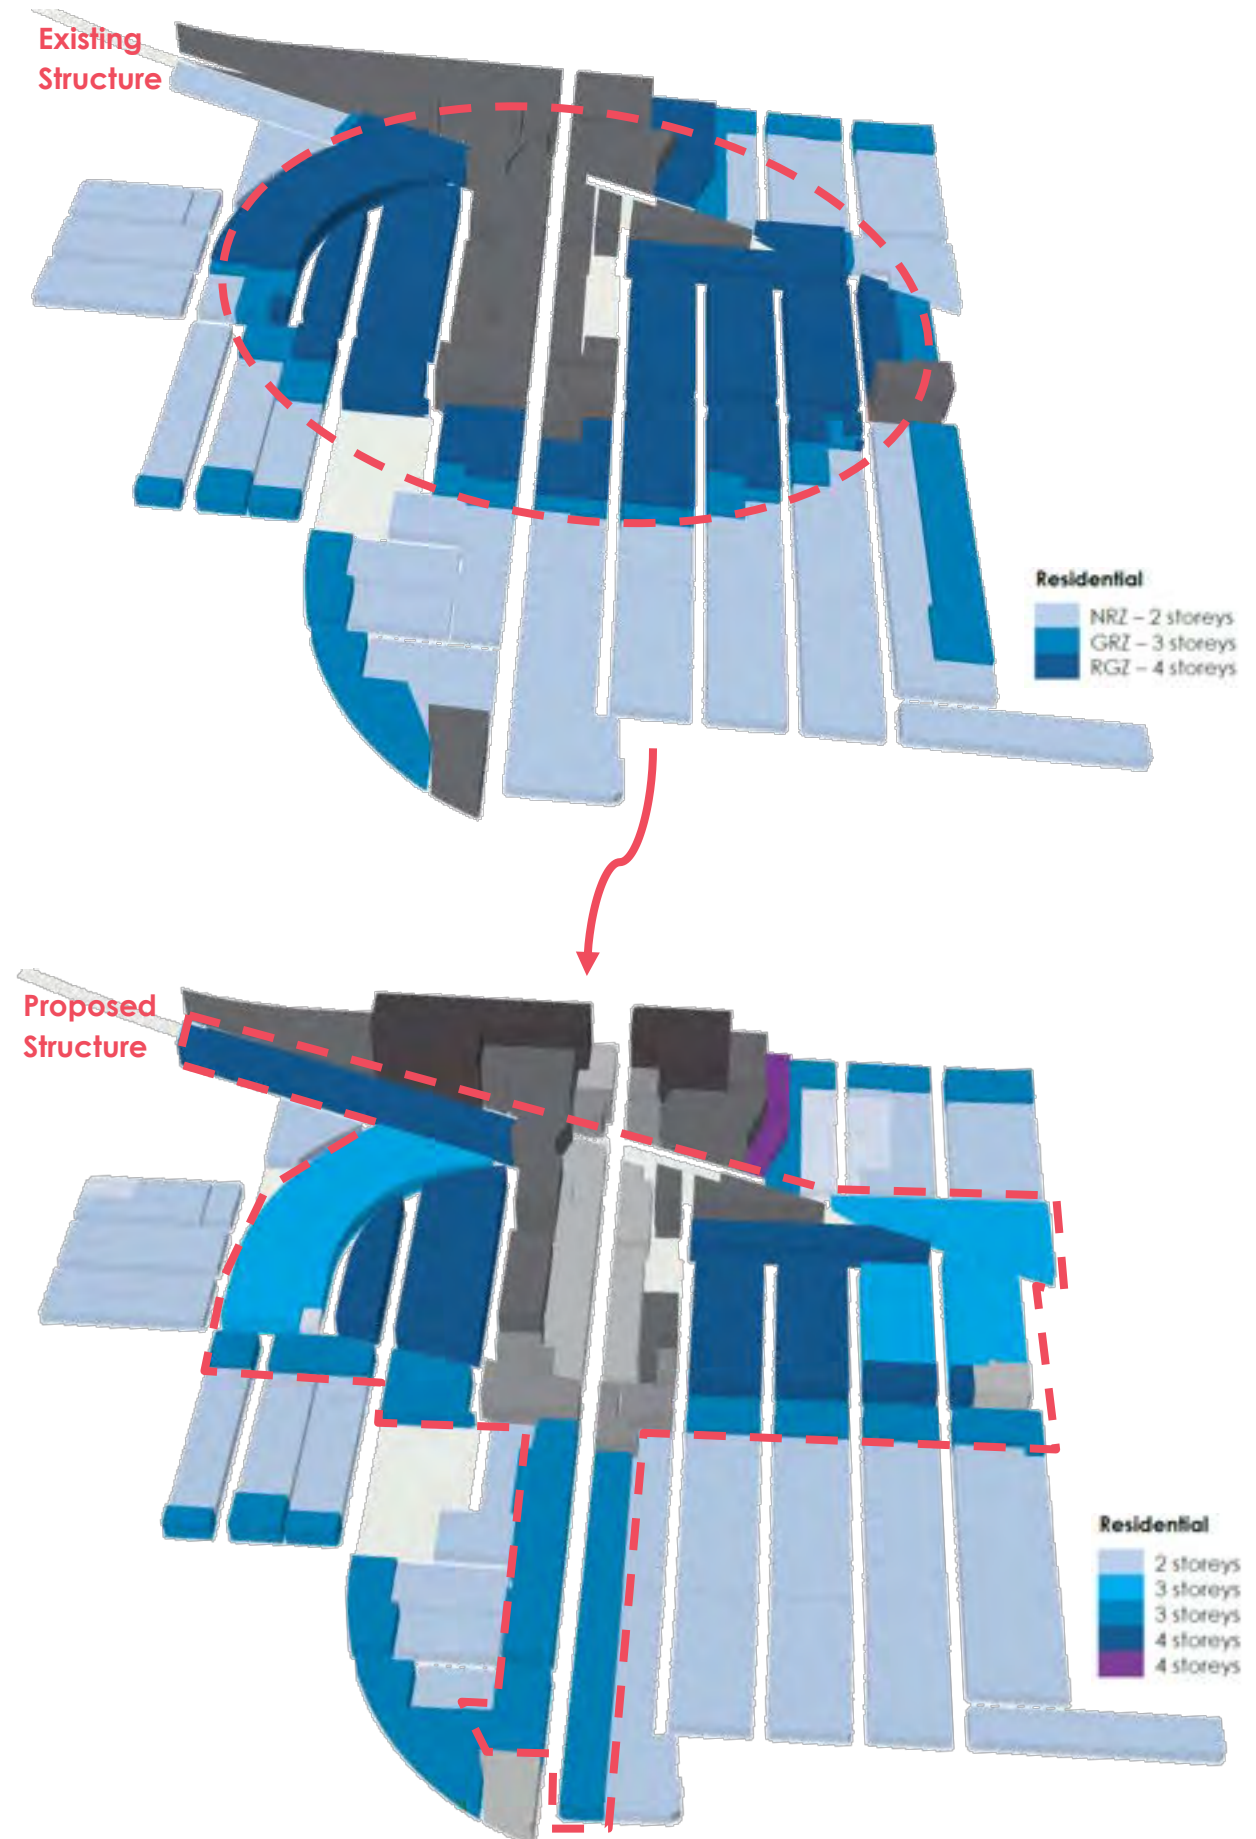 Existing
Structure
Residential
NRZ – 2 storeys
GRZ – 3 storeys
RGZ – 4 storeys
Proposed
Structure
Residential
2 storeys
3 storeys
3 storeys
4 storeys
4 storeys